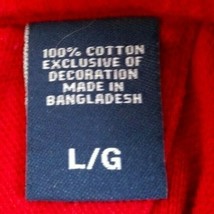 100% COTTON
EXCLUSIVE OF
DECORATION
MADE IN
BANGLADESH
L/G